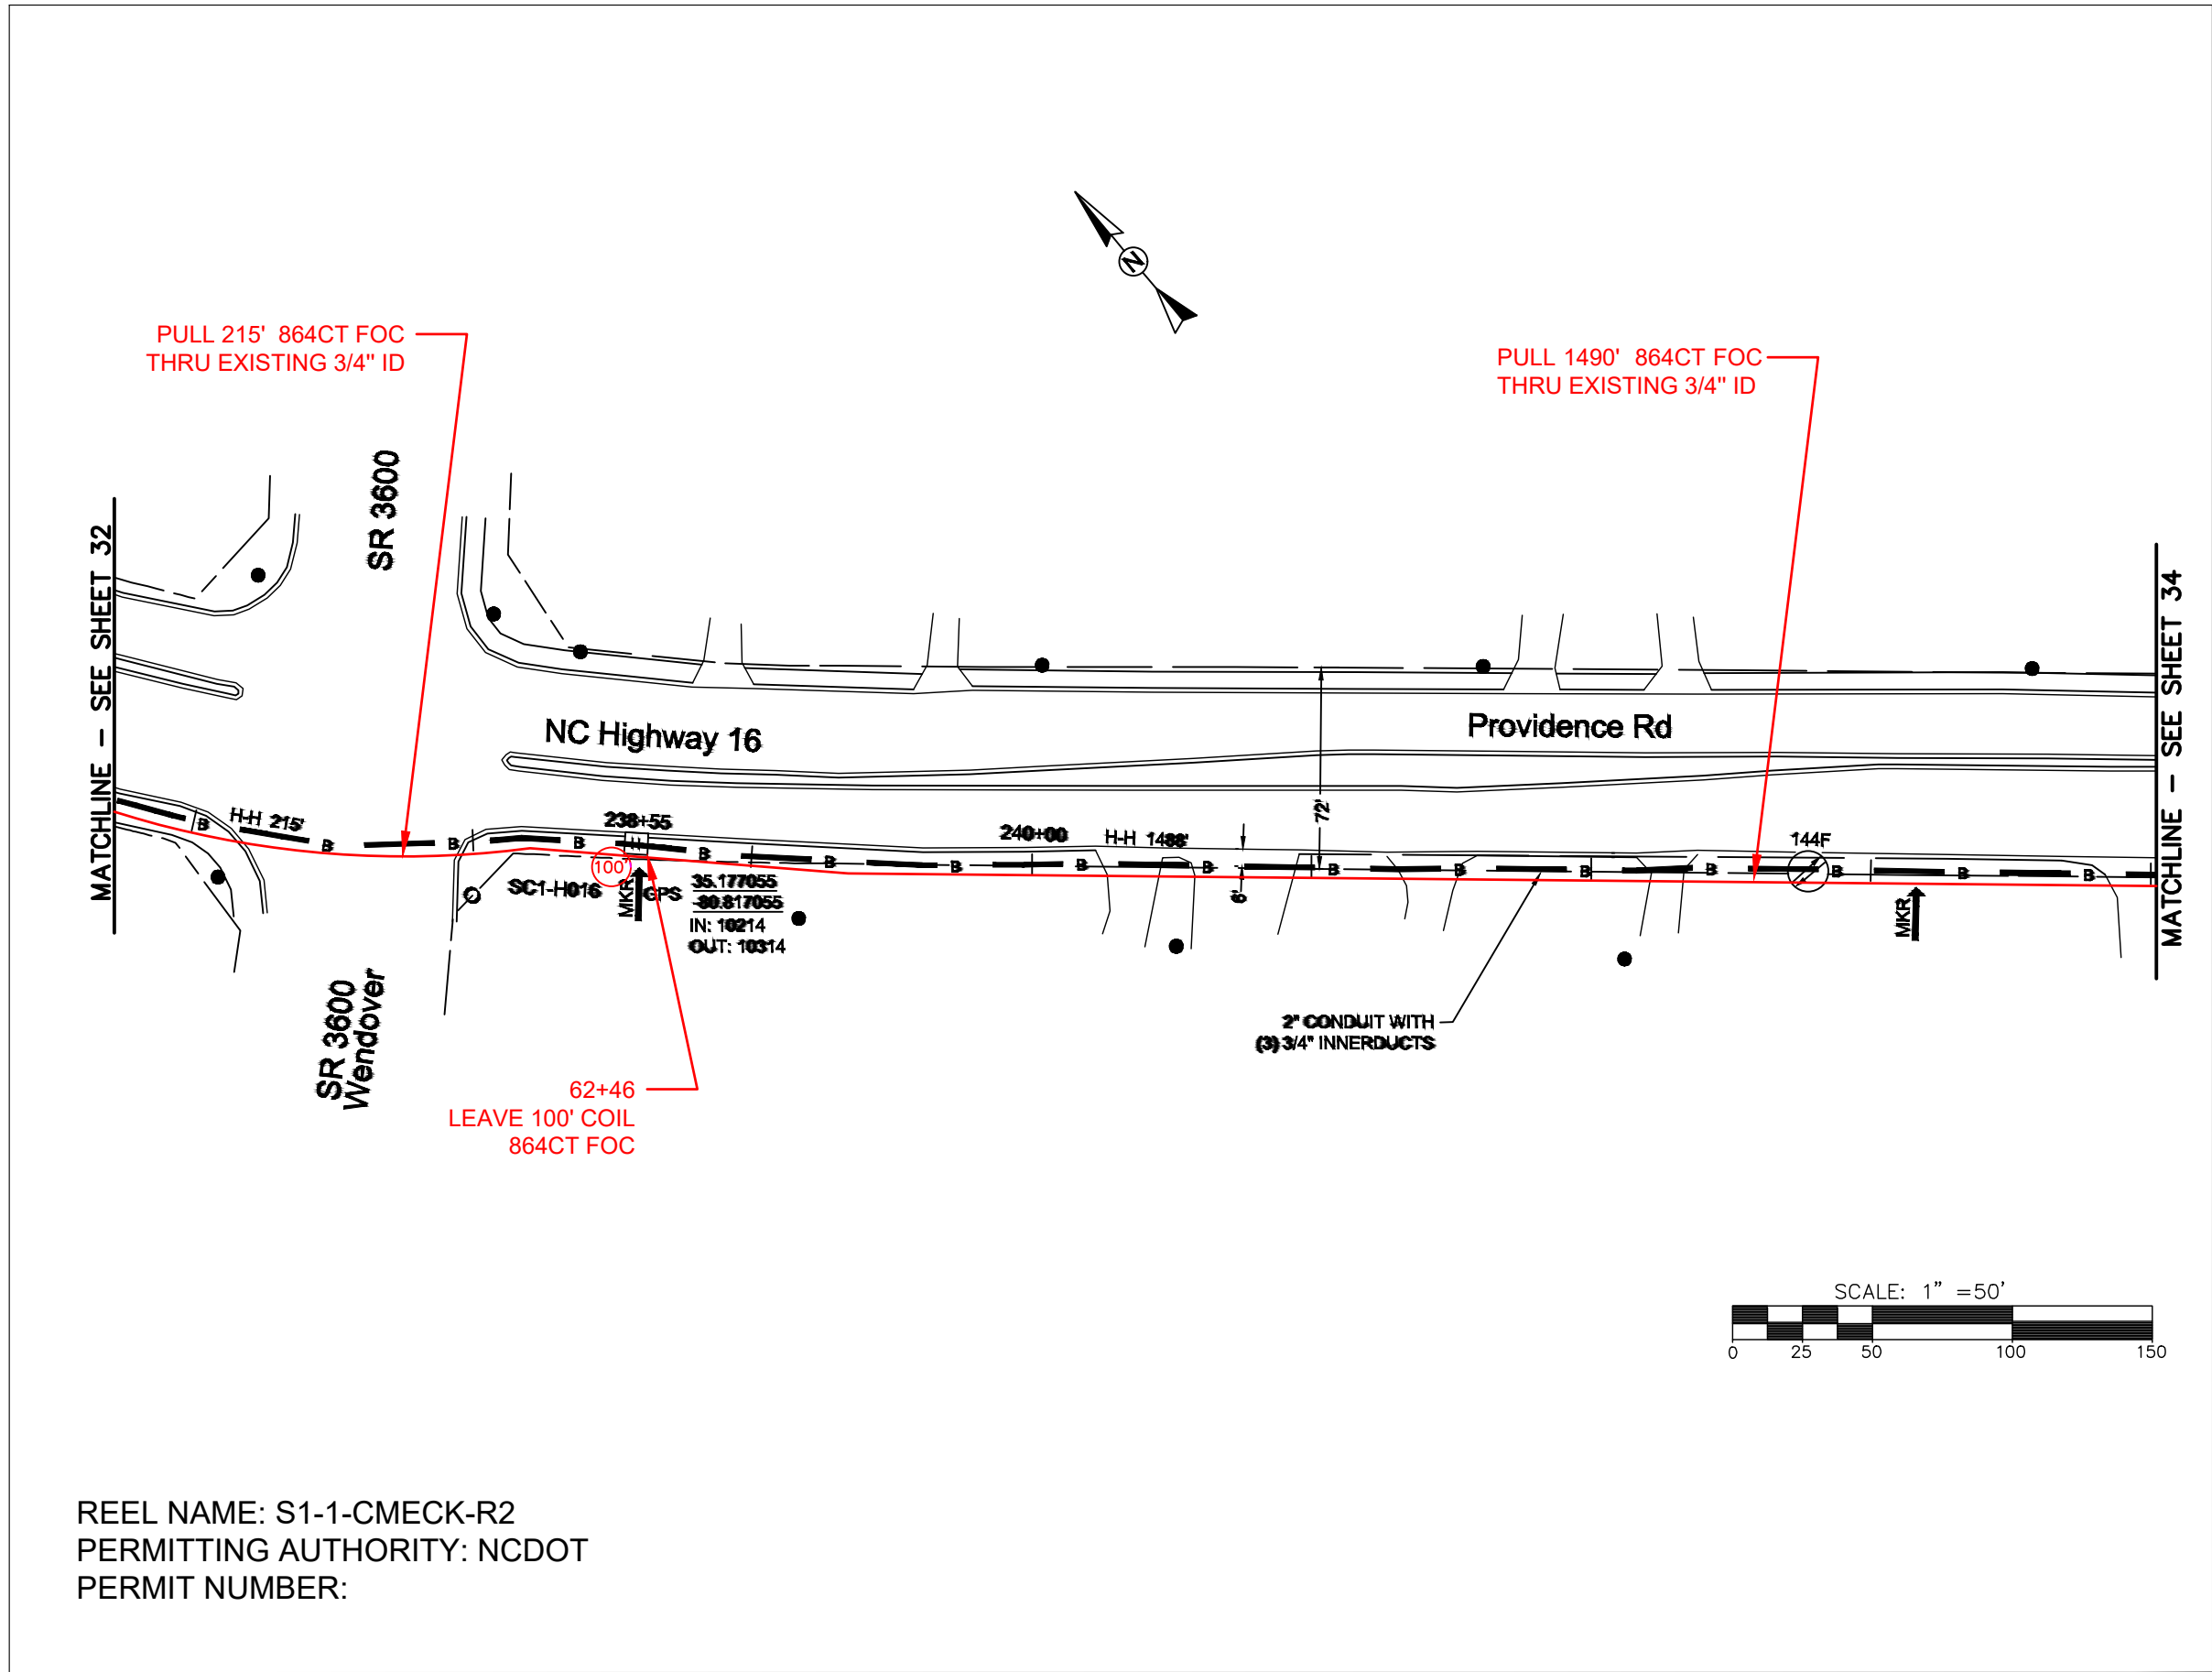 N
PULL 215' 864CT FOC
THRU EXISTING 3/4" ID
PULL 1490' 864CT FOC
THRU EXISTING 3/4" ID
SR 3600
MATCHLINE - SEE SHEET 32
MATCHLINE - SEE SHEET 34
NC Highway 16
Providence Rd
72'
H-H 215'
238+55
240+00
H-H 1488'
144F
B B B B B B B B B B B B B B B B
H
100'
6'
SC1-H016
MKR
GPS
35.177055
-80.817055
IN: 10214
OUT: 10314
MKR
SR 3600
Wendover
2" CONDUIT WITH
(3) 3/4" INNERDUCTS
62+46
LEAVE 100' COIL
864CT FOC
SCALE: 1" =50'
0 25 50 100 150
REEL NAME: S1-1-CMECK-R2
PERMITTING AUTHORITY: NCDOT
PERMIT NUMBER: